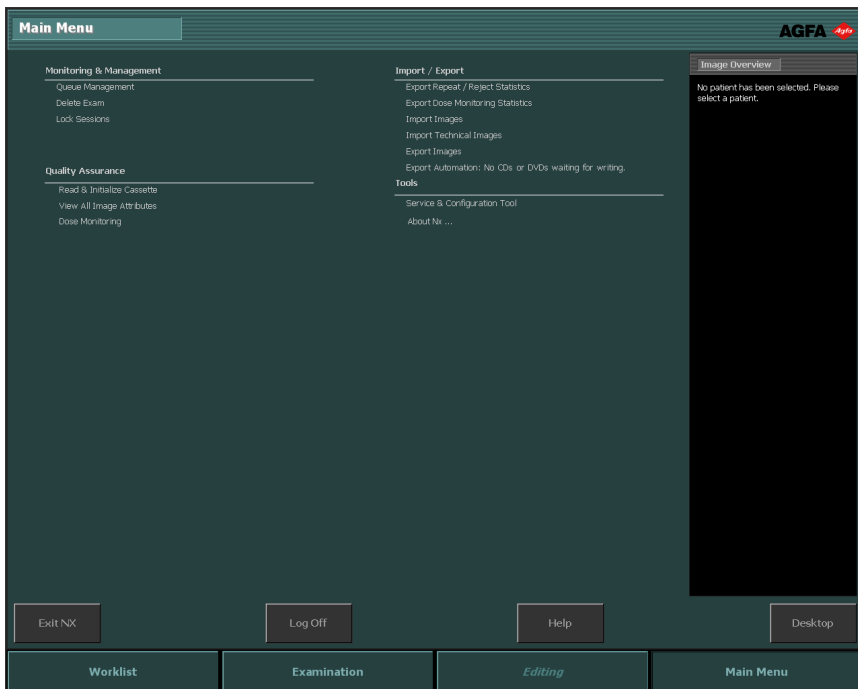 Main Menu
AGFA
Agfa
Monitoring & Management
Queue Management
Delete Exam
Lock Sessions
Quality Assurance
Read & Initialize Cassette
View All Image Attributes
Dose Monitoring
Import / Export
Export Repeat / Reject Statistics
Export Dose Monitoring Statistics
Import Images
Import Technical Images
Export Images
Export Automation: No CDs or DVDs waiting for writing.
Tools
Service & Configuration Tool
About Nx ...
Image Overview
No patient has been selected. Please
select a patient.
Exit NX
Log Off
Help
Desktop
Worklist
Examination
Editing
Main Menu